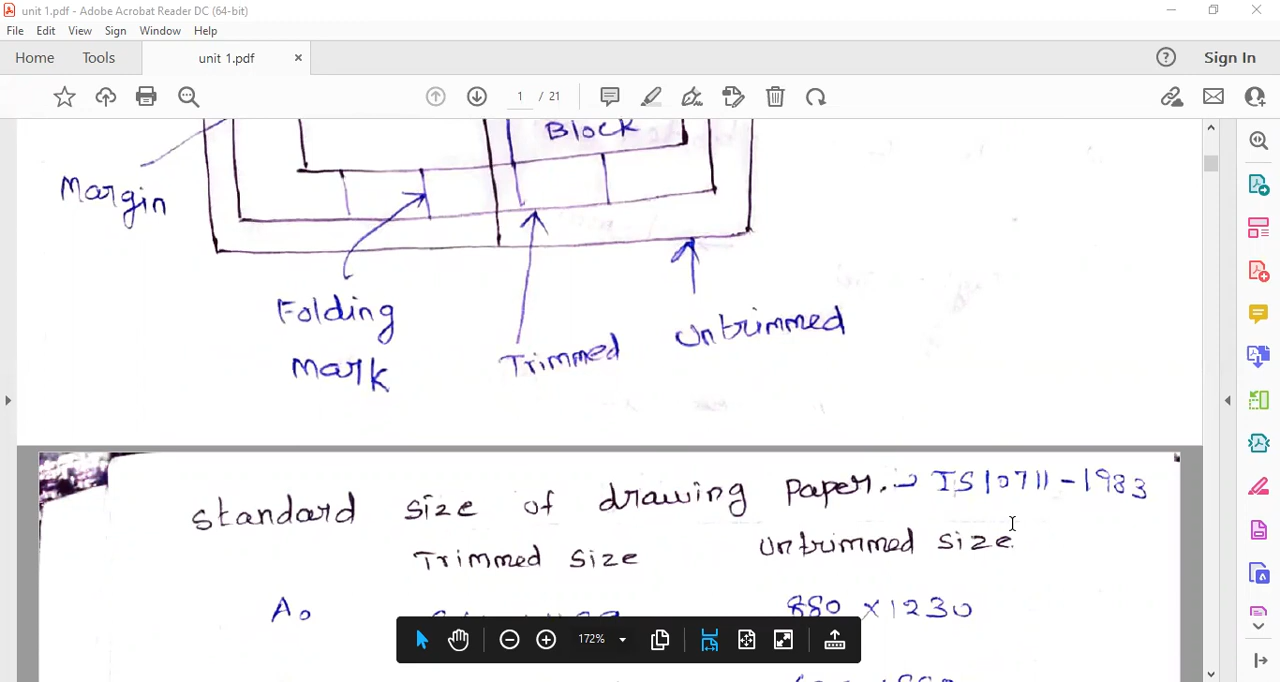 unit 1.pdf - Adobe Acrobat Reader DC (64-bit)
File Edit View Sign Window Help
Home Tools unit 1.pdf × Sign In
1 / 21
Block
Margin
Folding
Mark
Trimmed
Untrimmed
Standard size of drawing Paper. IS10711-1983
Trimmed Size Untrimmed size
A0 880 X 1230
172%